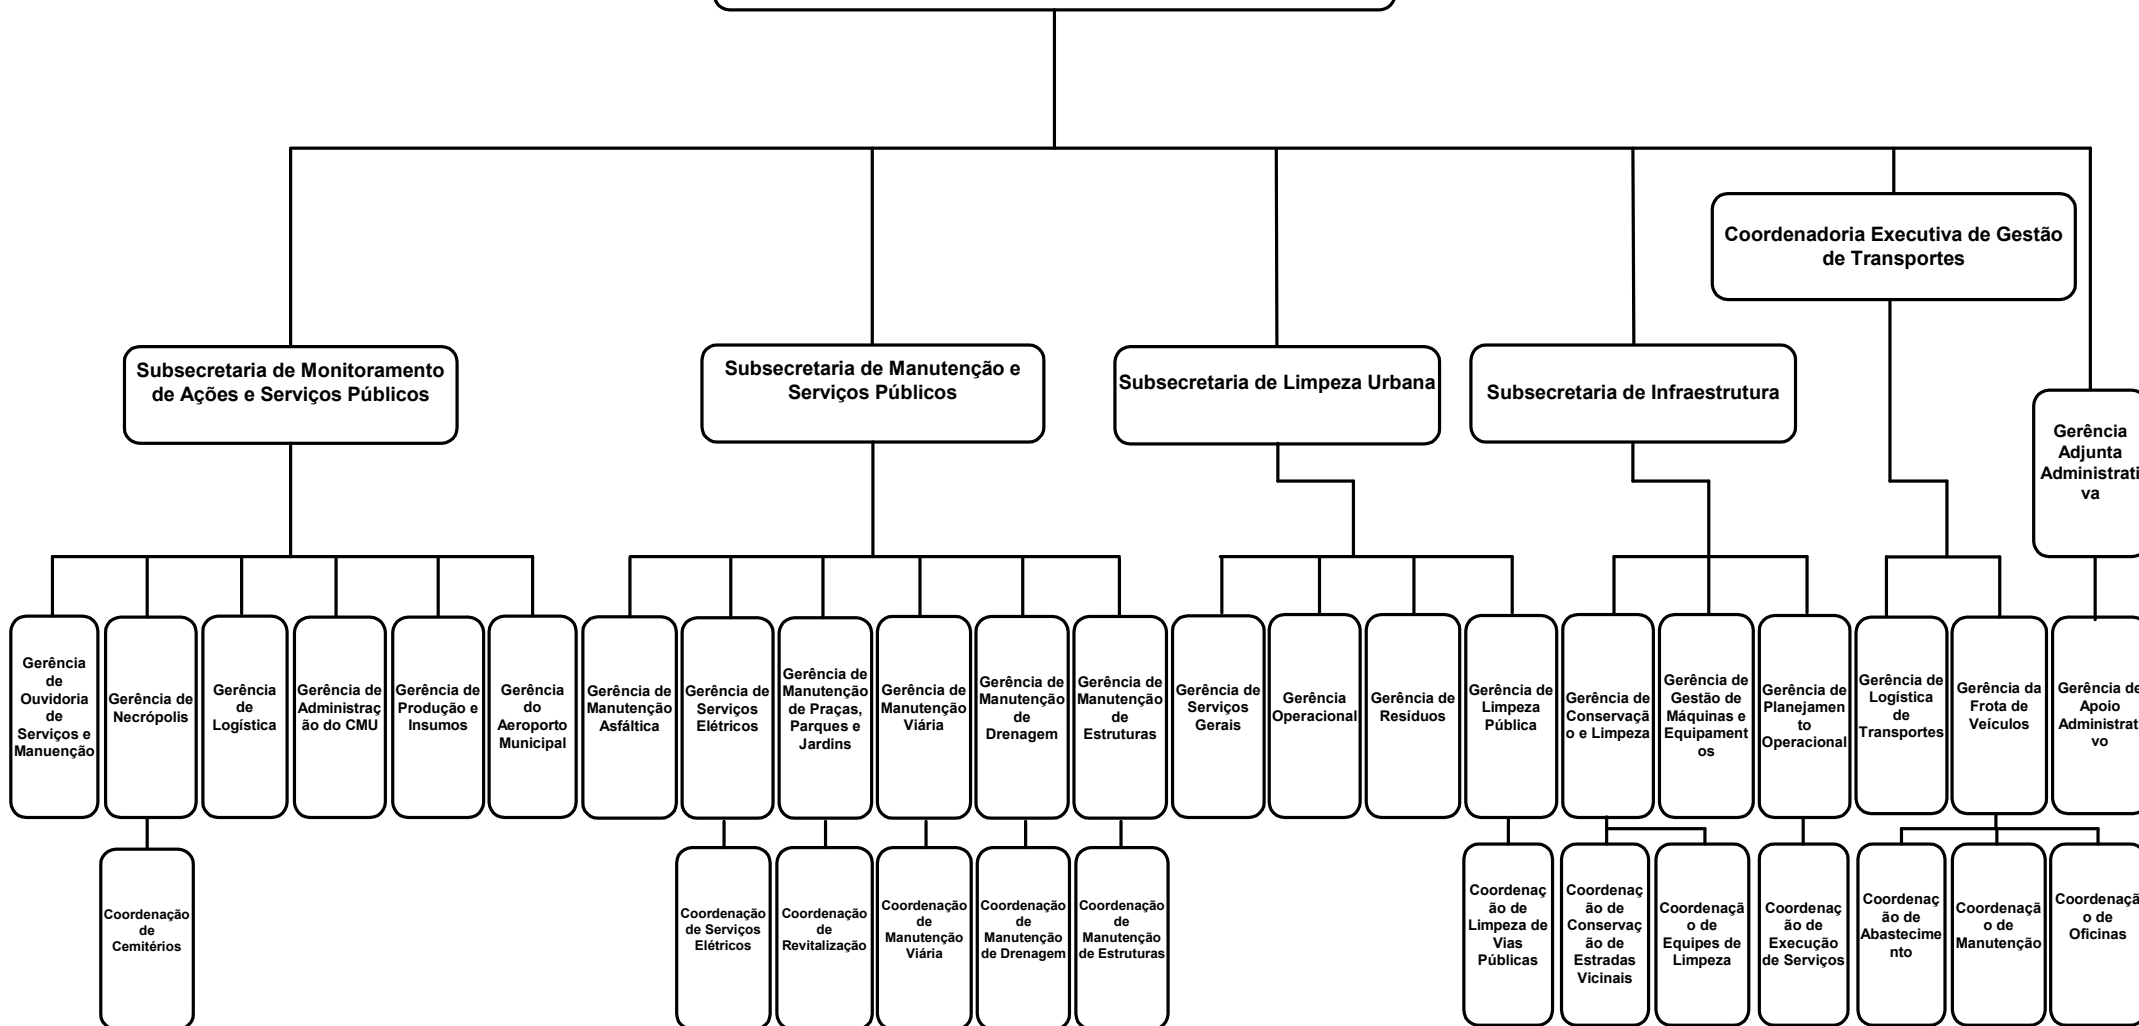 Coordenadoria Executiva de Gestão
de Transportes
Subsecretaria de Monitoramento
de Ações e Serviços Públicos
Subsecretaria de Manutenção e
Serviços Públicos
Subsecretaria de Limpeza Urbana
Subsecretaria de Infraestrutura
Gerência
Adjunta
Administrati
va
Gerência
de
Ouvidoria
de
Serviços e
Manuenção
Gerência de
Necrópolis
Gerência
de
Logística
Gerência de
Administraç
ão do CMU
Gerência de
Produção e
Insumos
Gerência
do
Aeroporto
Municipal
Gerência de
Manutenção
Asfáltica
Gerência de
Serviços
Elétricos
Gerência de
Manutenção
de Praças,
Parques e
Jardins
Gerência de
Manutenção
Viária
Gerência de
Manutenção
de
Drenagem
Gerência de
Manutenção
de
Estruturas
Gerência de
Serviços
Gerais
Gerência
Operacional
Gerência de
Resíduos
Gerência de
Limpeza
Pública
Gerência de
Conservaçã
o e Limpeza
Gerência de
Gestão de
Máquinas e
Equipament
os
Gerência de
Planejamen
to
Operacional
Gerência de
Logística
de
Transportes
Gerência da
Frota de
Veículos
Gerência de
Apoio
Administrati
vo
Coordenação
de
Cemitérios
Coordenação
de Serviços
Elétricos
Coordenação
de
Revitalização
Coordenação
de
Manutenção
Viária
Coordenação
de
Manutenção
de Drenagem
Coordenação
de
Manutenção
de Estruturas
Coordenaç
ão de
Limpeza de
Vias
Públicas
Coordenaç
ão de
Conservaç
ão de
Estradas
Vicinais
Coordenaçã
o de
Equipes de
Limpeza
Coordenaç
ão de
Execução
de Serviços
Coordenaç
ão de
Abastecime
nto
Coordenaçã
o de
Manutenção
Coordenaçã
o de
Oficinas